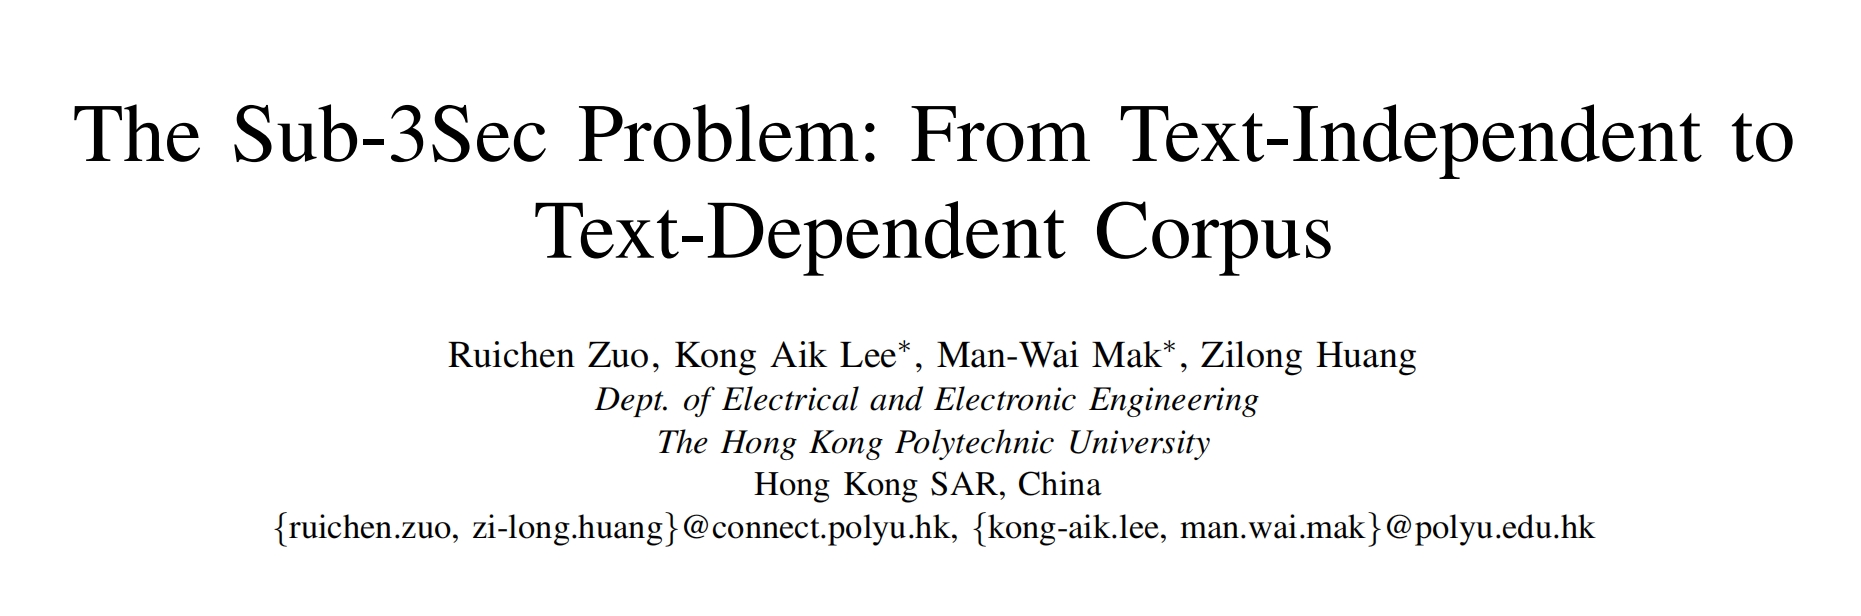 The Sub-3Sec Problem: From Text-Independent to
Text-Dependent Corpus
Ruichen Zuo, Kong Aik Lee*, Man-Wai Mak*, Zilong Huang
Dept. of Electrical and Electronic Engineering
The Hong Kong Polytechnic University
Hong Kong SAR, China
{ruichen.zuo, zi-long.huang}@connect.polyu.hk, {kong-aik.lee, man.wai.mak}@polyu.edu.hk